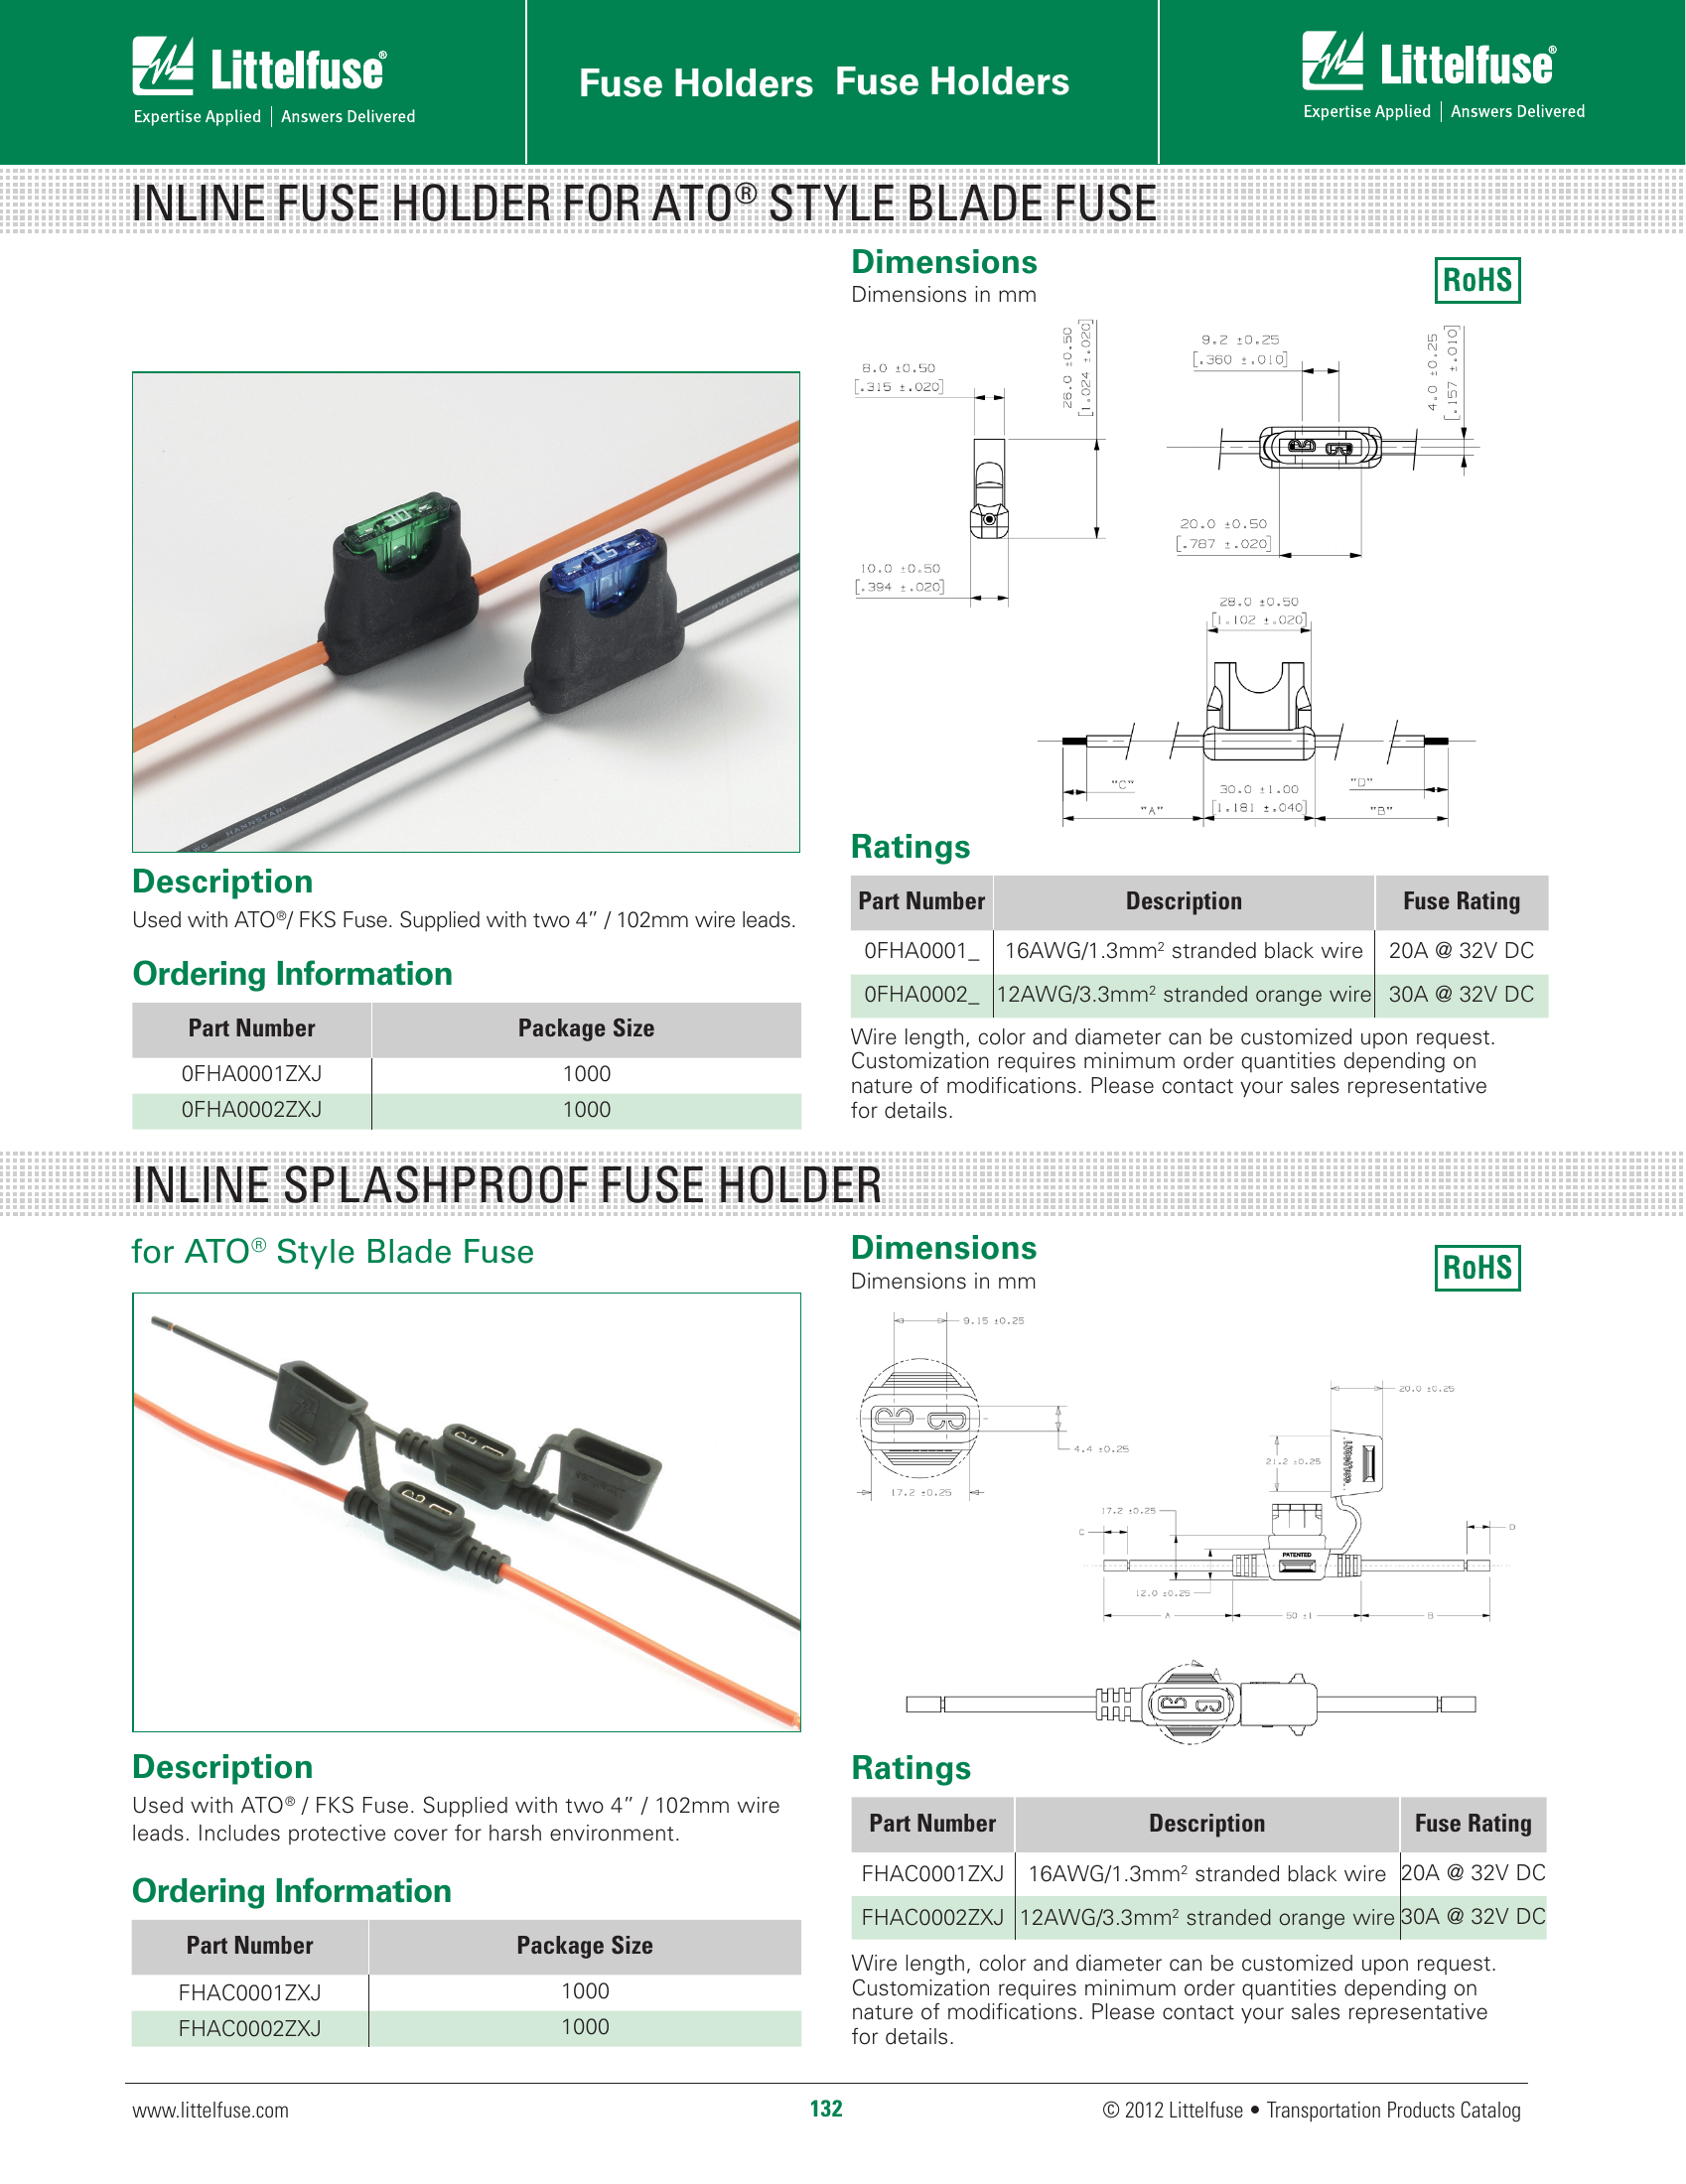 Littelfuse®
Expertise Applied | Answers Delivered
Fuse Holders Fuse Holders
Littelfuse®
Expertise Applied | Answers Delivered
INLINE FUSE HOLDER FOR ATO® STYLE BLADE FUSE
Dimensions
Dimensions in mm
RoHS
8.0 ±0.50
[.315 ±.020]
26.0 ±0.50
[1.024 ±.020]
9.2 ±0.25
[.360 ±.010]
4.0 ±0.25
[.157 ±.010]
20.0 ±0.50
[.787 ±.020]
10.0 ±0.50
[.394 ±.020]
28.0 ±0.50
[1.102 ±.020]
"C"
"A"
30.0 ±1.00
[1.181 ±.040]
"D"
"B"
30
15
HANNSTAR
Description
Used with ATO®/ FKS Fuse. Supplied with two 4” / 102mm wire leads.
Ordering Information
Part Number Package Size
0FHA0001ZXJ 1000
0FHA0002ZXJ 1000
Ratings
Part Number Description Fuse Rating
0FHA0001_ 16AWG/1.3mm² stranded black wire 20A @ 32V DC
0FHA0002_ 12AWG/3.3mm² stranded orange wire 30A @ 32V DC
Wire length, color and diameter can be customized upon request.
Customization requires minimum order quantities depending on
nature of modifications. Please contact your sales representative
for details.
INLINE SPLASHPROOF FUSE HOLDER
for ATO® Style Blade Fuse
Dimensions
Dimensions in mm
RoHS
9.15 ±0.25
4.4 ±0.25
17.2 ±0.25
20.0 ±0.25
21.2 ±0.25
Littelfuse
17.2 ±0.25
C
D
PATENTED
12.0 ±0.25
A
50 ±1
B
A
Description
Used with ATO® / FKS Fuse. Supplied with two 4” / 102mm wire
leads. Includes protective cover for harsh environment.
Ordering Information
Part Number Package Size
FHAC0001ZXJ 1000
FHAC0002ZXJ 1000
Ratings
Part Number Description Fuse Rating
FHAC0001ZXJ 16AWG/1.3mm² stranded black wire 20A @ 32V DC
FHAC0002ZXJ 12AWG/3.3mm² stranded orange wire 30A @ 32V DC
Wire length, color and diameter can be customized upon request.
Customization requires minimum order quantities depending on
nature of modifications. Please contact your sales representative
for details.
www.littelfuse.com
132
© 2012 Littelfuse • Transportation Products Catalog